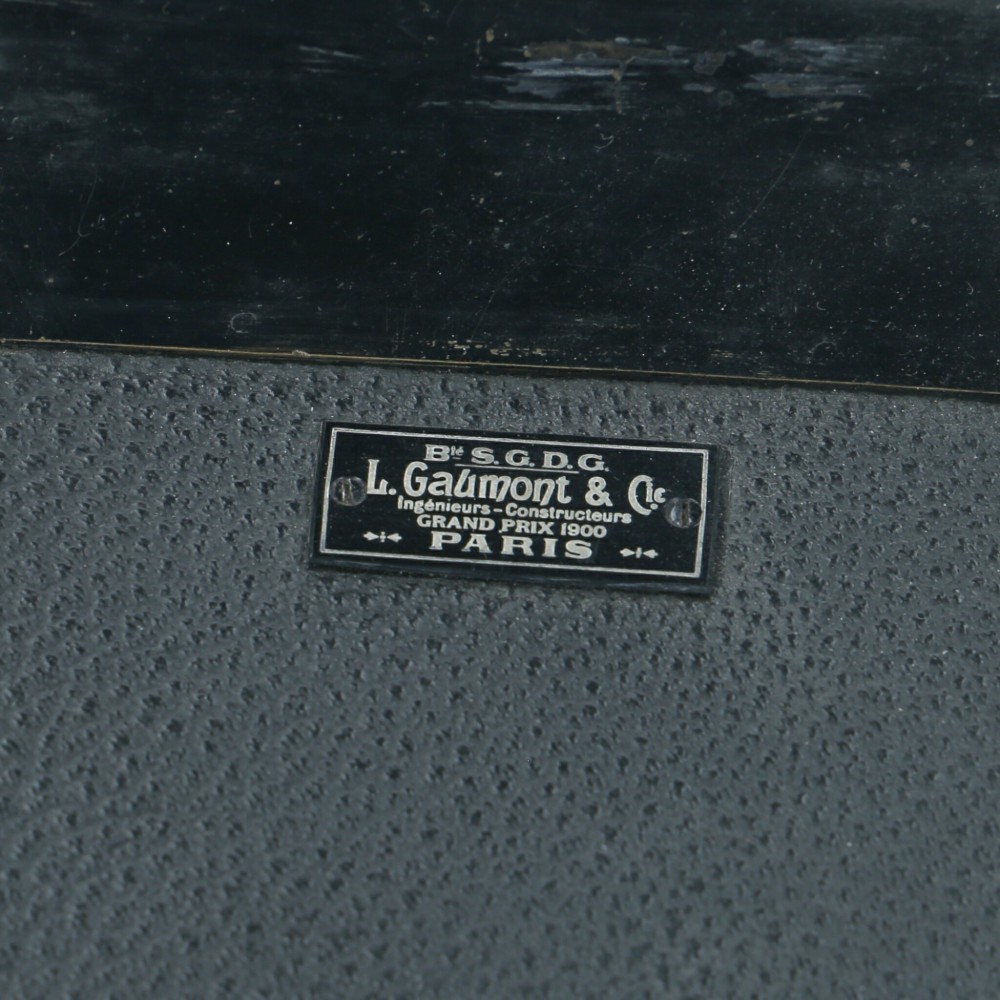 Bté S.G.D.G.
L. Gaumont & Cie
Ingénieurs-Constructeurs
GRAND PRIX 1900
PARIS